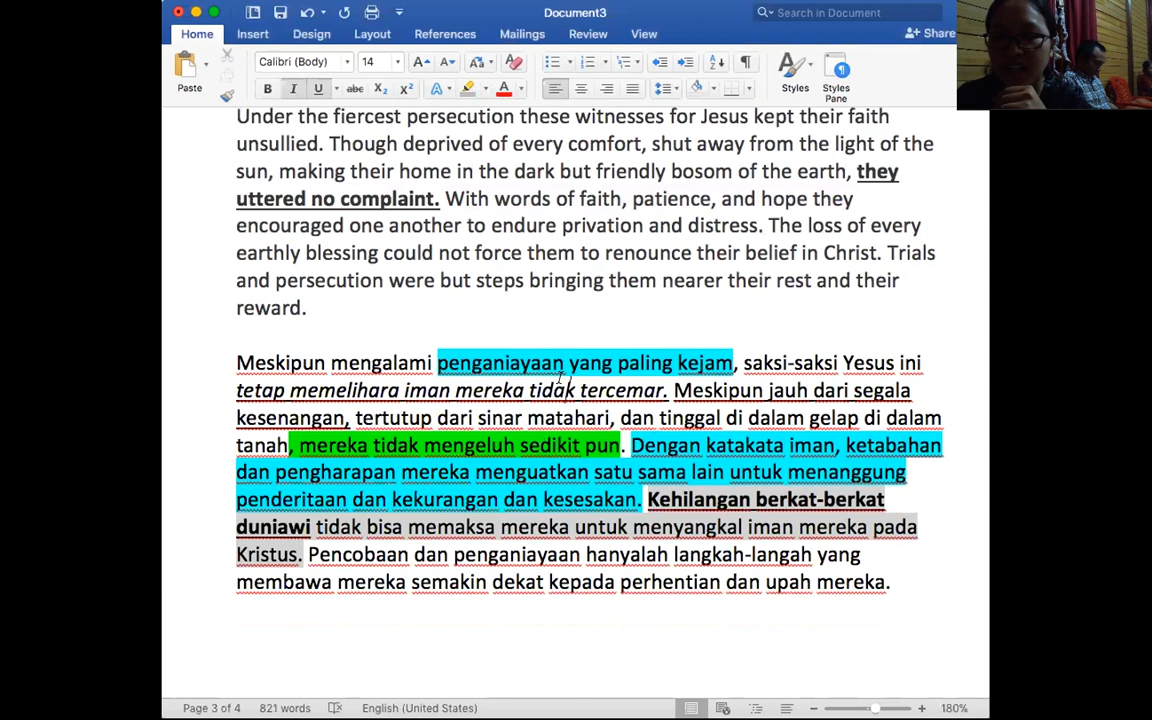 Document3
Search in Document
Home Insert Design Layout References Mailings Review View Share
Calibri (Body) 14
Paste
Styles
Styles
Pane
Under the fiercest persecution these witnesses for Jesus kept their faith
unsullied. Though deprived of every comfort, shut away from the light of the
sun, making their home in the dark but friendly bosom of the earth, they
uttered no complaint. With words of faith, patience, and hope they
encouraged one another to endure privation and distress. The loss of every
earthly blessing could not force them to renounce their belief in Christ. Trials
and persecution were but steps bringing them nearer their rest and their
reward.
Meskipun mengalami penganiayaan yang paling kejam, saksi-saksi Yesus ini
tetap memelihara iman mereka tidak tercemar. Meskipun jauh dari segala
kesenangan, tertutup dari sinar matahari, dan tinggal di dalam gelap di dalam
tanah, mereka tidak mengeluh sedikit pun. Dengan katakata iman, ketabahan
dan pengharapan mereka menguatkan satu sama lain untuk menanggung
penderitaan dan kekurangan dan kesesakan. Kehilangan berkat-berkat
duniawi tidak bisa memaksa mereka untuk menyangkal iman mereka pada
Kristus. Pencobaan dan penganiayaan hanyalah langkah-langah yang
membawa mereka semakin dekat kepada perhentian dan upah mereka.
Page 3 of 4 821 words English (United States) 180%